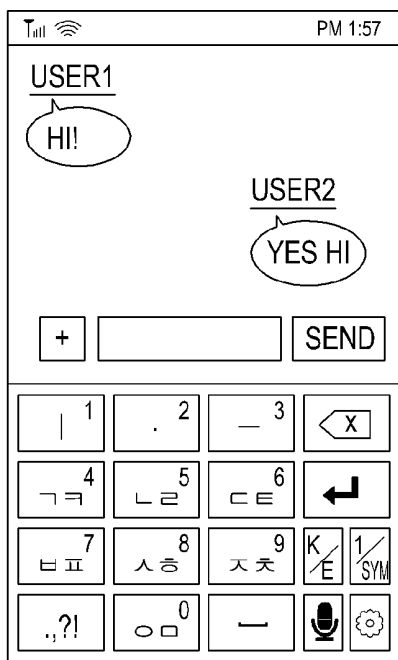 PM 1:57
USER1
HI!
USER2
YES HI
+ SEND
ㅣ 1 · 2 ㅡ 3 X
ㄱㅋ 4 ㄴㄹ 5 ㄷㅌ 6
ㅂㅍ 7 ㅅㅎ 8 ㅈㅊ 9 K/E 1/SYM
.,?! ㅇㅁ 0